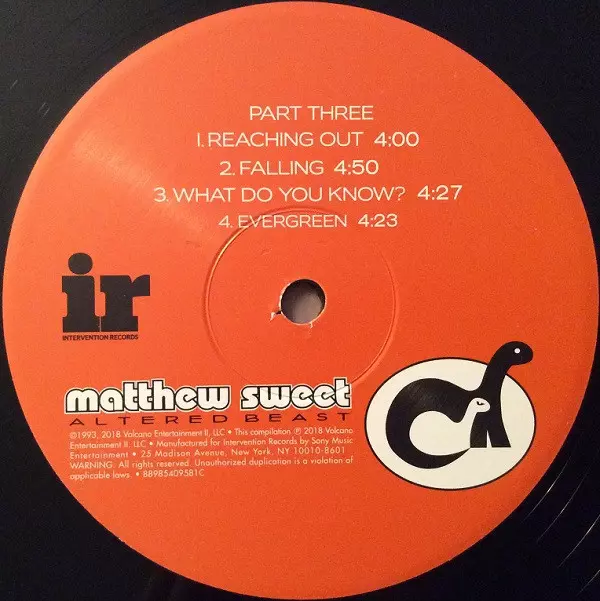 PART THREE
1. REACHING OUT 4:00
2. FALLING 4:50
3. WHAT DO YOU KNOW? 4:27
4. EVERGREEN 4:23
ir
INTERVENTION RECORDS
matthew sweet
ALTERED BEAST
©1993, 2018 Volcano Entertainment II, LLC • This compilation ℗ 2018 Volcano
Entertainment II, LLC • Manufactured for Intervention Records by Sony Music
Entertainment • 25 Madison Avenue, New York, NY 10010-8601
WARNING: All rights reserved. Unauthorized duplication is a violation of
applicable laws. • 88985409581C